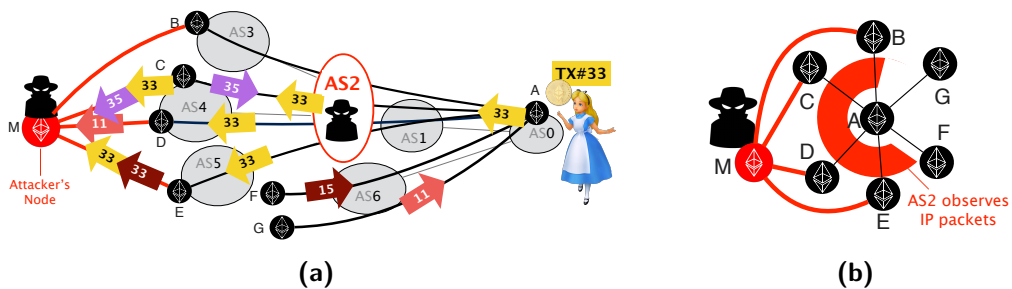 B
AS3
C
33
35
33
AS2
TX#33
A
33
AS0
M
35
11
AS4
33
D
AS1
Attacker's
Node
33
33
AS5
33
E
F
15
AS6
11
G
(a)
B
C
G
A
F
M
D
E
AS2 observes
IP packets
(b)